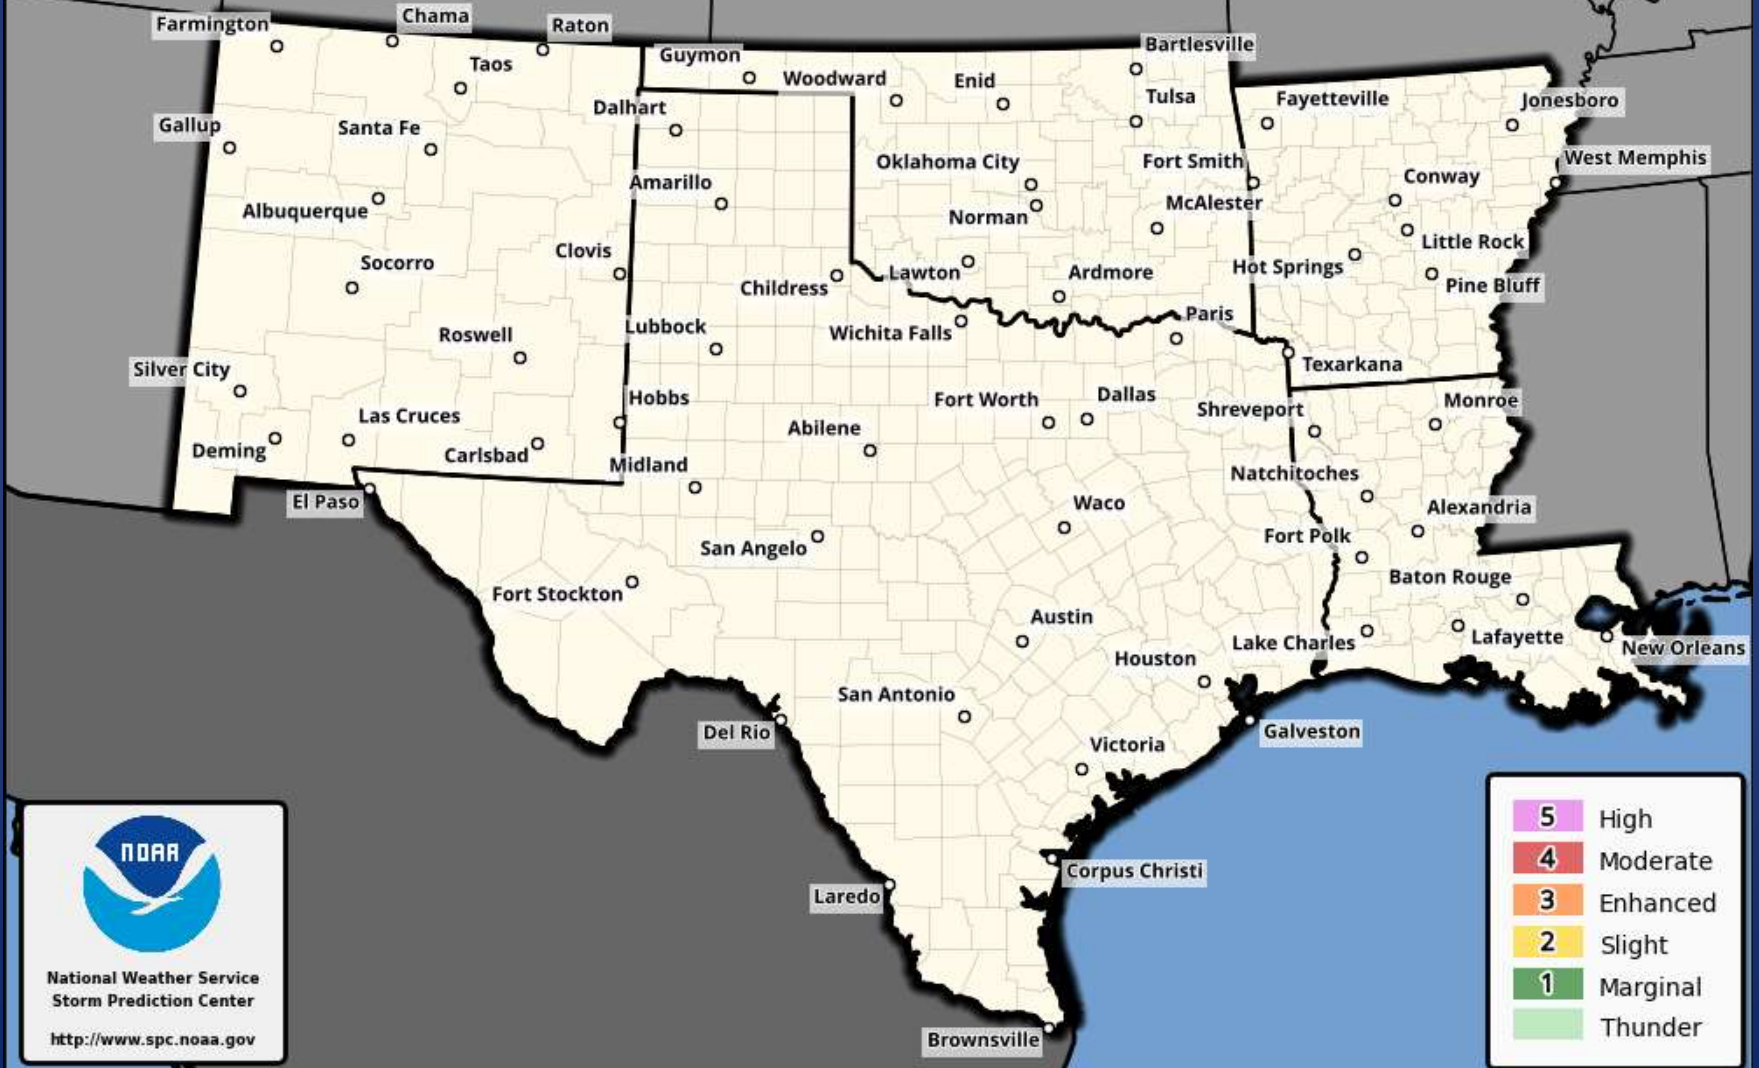 Farmington
Chama
Raton
Taos
Guymon
Woodward
Enid
Bartlesville
Tulsa
Fayetteville
Jonesboro
Dalhart
Gallup
Santa Fe
Oklahoma City
Fort Smith
West Memphis
Conway
Amarillo
Albuquerque
Norman
McAlester
Little Rock
Clovis
Socorro
Lawton
Ardmore
Hot Springs
Childress
Pine Bluff
Paris
Lubbock
Wichita Falls
Roswell
Silver City
Texarkana
Hobbs
Fort Worth
Dallas
Shreveport
Monroe
Las Cruces
Abilene
Deming
Carlsbad
Midland
Natchitoches
El Paso
Waco
Alexandria
San Angelo
Fort Polk
Baton Rouge
Fort Stockton
Austin
Lake Charles
Lafayette
New Orleans
Houston
San Antonio
Del Rio
Galveston
Victoria
Corpus Christi
Laredo
Brownsville
NOAA
National Weather Service
Storm Prediction Center
http://www.spc.noaa.gov
5 High
4 Moderate
3 Enhanced
2 Slight
1 Marginal
Thunder